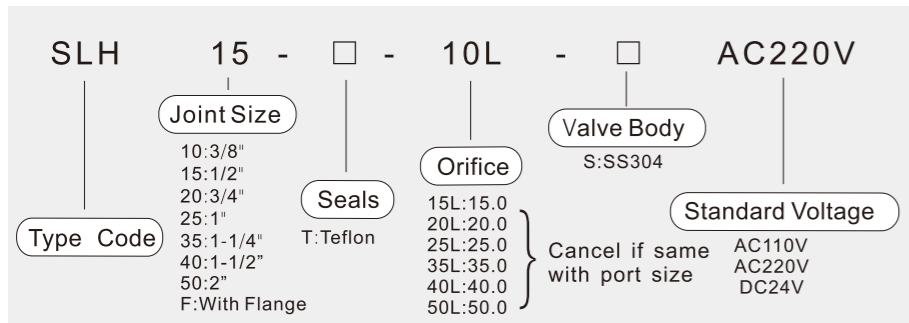 SLH 15 - □ - 10L - □ AC220V
Type Code
Joint Size
10:3/8"
15:1/2"
20:3/4"
25:1"
35:1-1/4"
40:1-1/2”
50:2”
F:With Flange
Seals
T:Teflon
Orifice
15L:15.0
20L:20.0
25L:25.0
35L:35.0
40L:40.0
50L:50.0
Cancel if same
with port size
Valve Body
S:SS304
Standard Voltage
AC110V
AC220V
DC24V